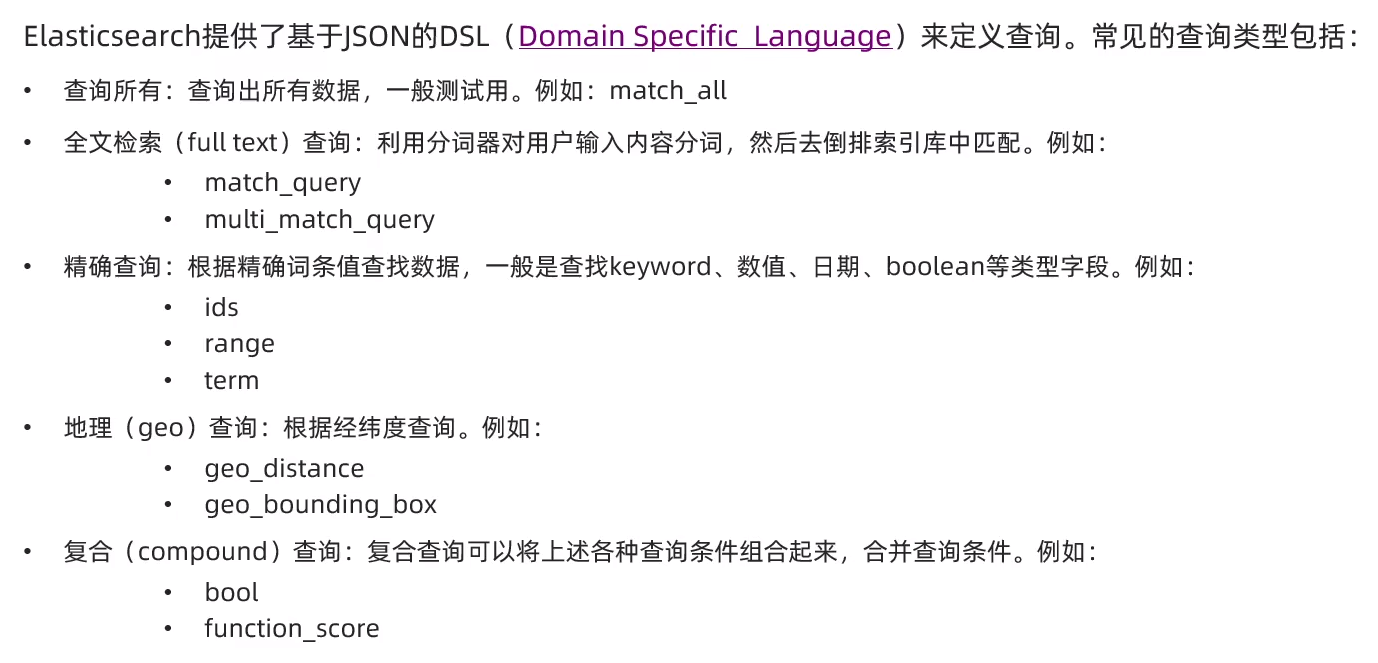 Elasticsearch提供了基于JSON的DSL（Domain Specific Language）来定义查询。常见的查询类型包括：
• 查询所有：查询出所有数据，一般测试用。例如：match_all
• 全文检索（full text）查询：利用分词器对用户输入内容分词，然后去倒排索引库中匹配。例如：
• match_query
• multi_match_query
• 精确查询：根据精确词条值查找数据，一般是查找keyword、数值、日期、boolean等类型字段。例如：
• ids
• range
• term
• 地理（geo）查询：根据经纬度查询。例如：
• geo_distance
• geo_bounding_box
• 复合（compound）查询：复合查询可以将上述各种查询条件组合起来，合并查询条件。例如：
• bool
• function_score